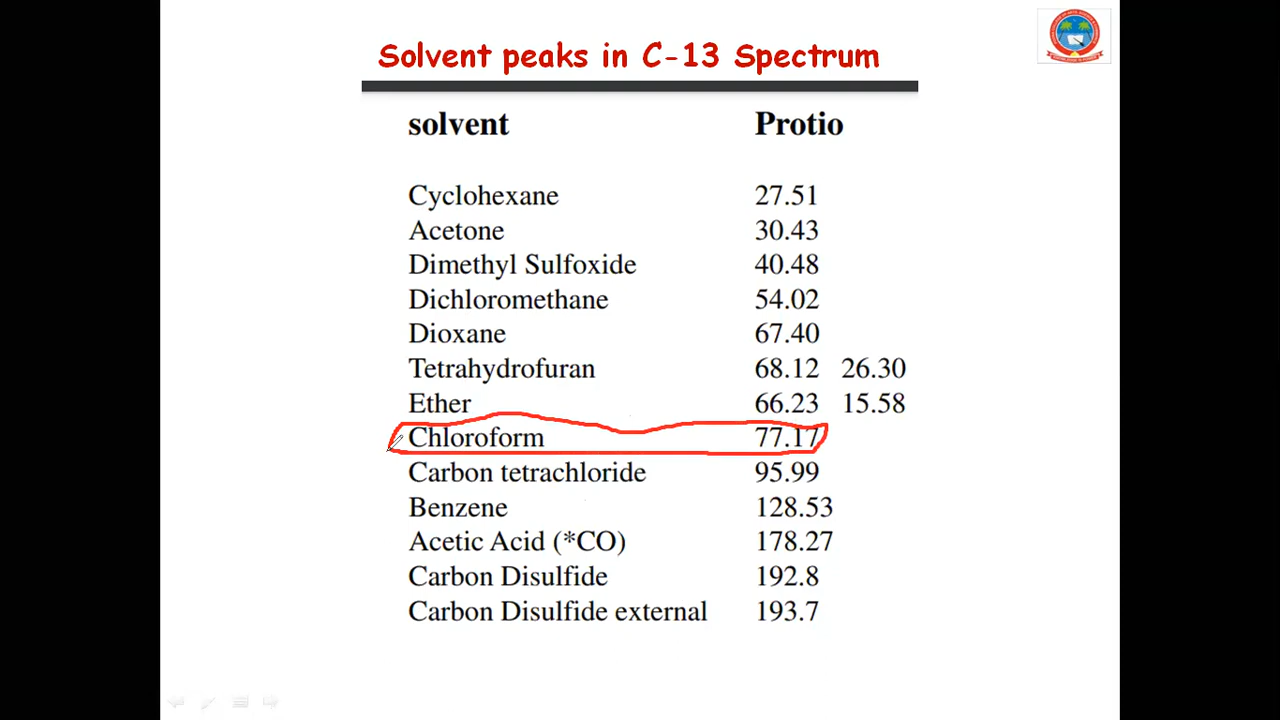 Solvent peaks in C-13 Spectrum
solvent Protio
Cyclohexane 27.51
Acetone 30.43
Dimethyl Sulfoxide 40.48
Dichloromethane 54.02
Dioxane 67.40
Tetrahydrofuran 68.12 26.30
Ether 66.23 15.58
Chloroform 77.17
Carbon tetrachloride 95.99
Benzene 128.53
Acetic Acid (*CO) 178.27
Carbon Disulfide 192.8
Carbon Disulfide external 193.7